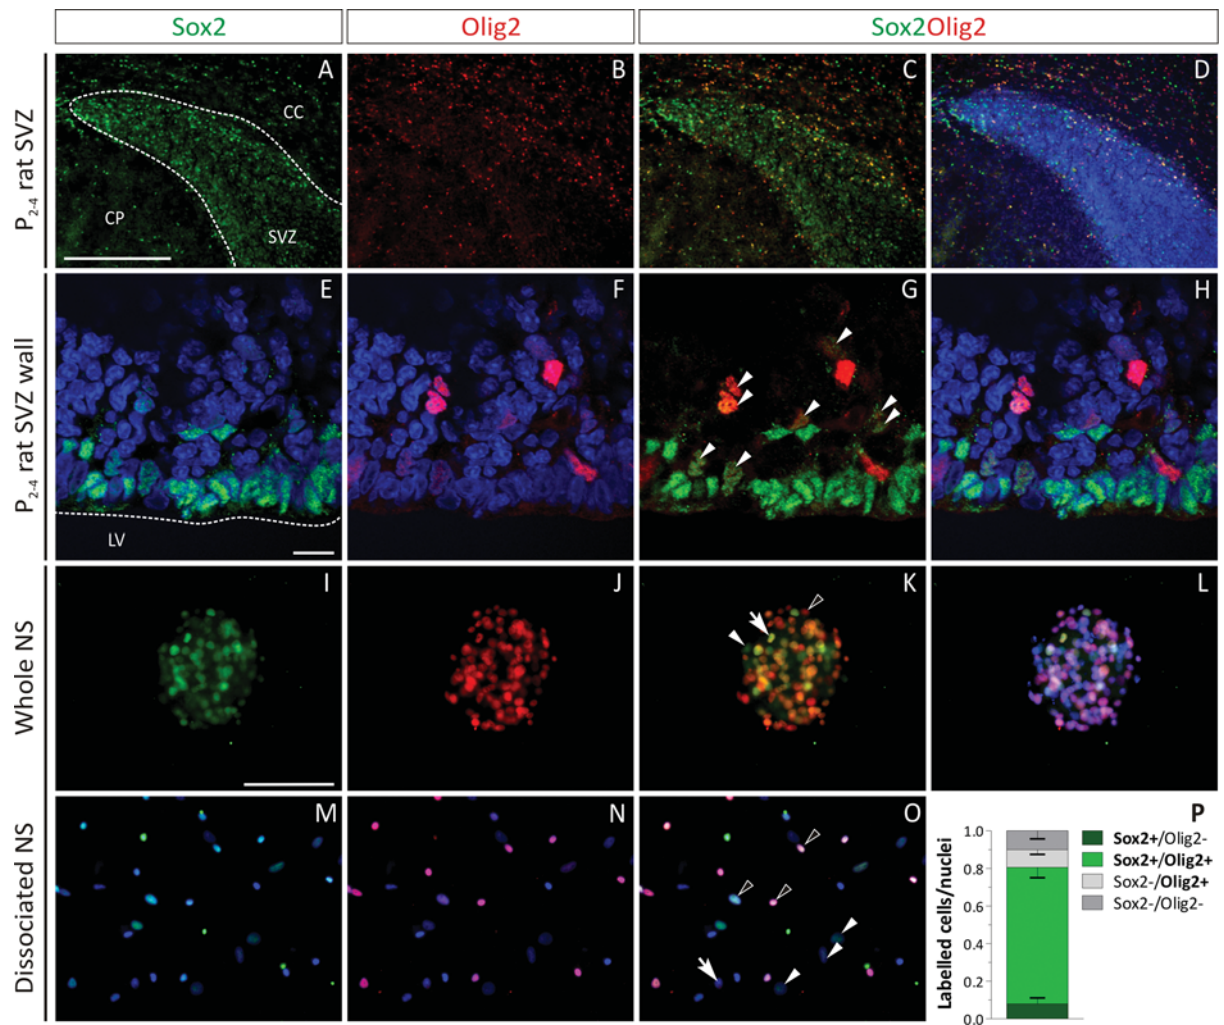 Sox2
Olig2
Sox2Olig2
P2-4 rat SVZ
A
CC
CP
SVZ
B
C
D
P2-4 rat SVZ wall
E
LV
F
G
H
Whole NS
I
J
K
L
Dissociated NS
M
N
O
P
Labelled cells/nuclei
1.0
0.8
0.6
0.4
0.2
0.0
Sox2+/Olig2-
Sox2+/Olig2+
Sox2-/Olig2+
Sox2-/Olig2-